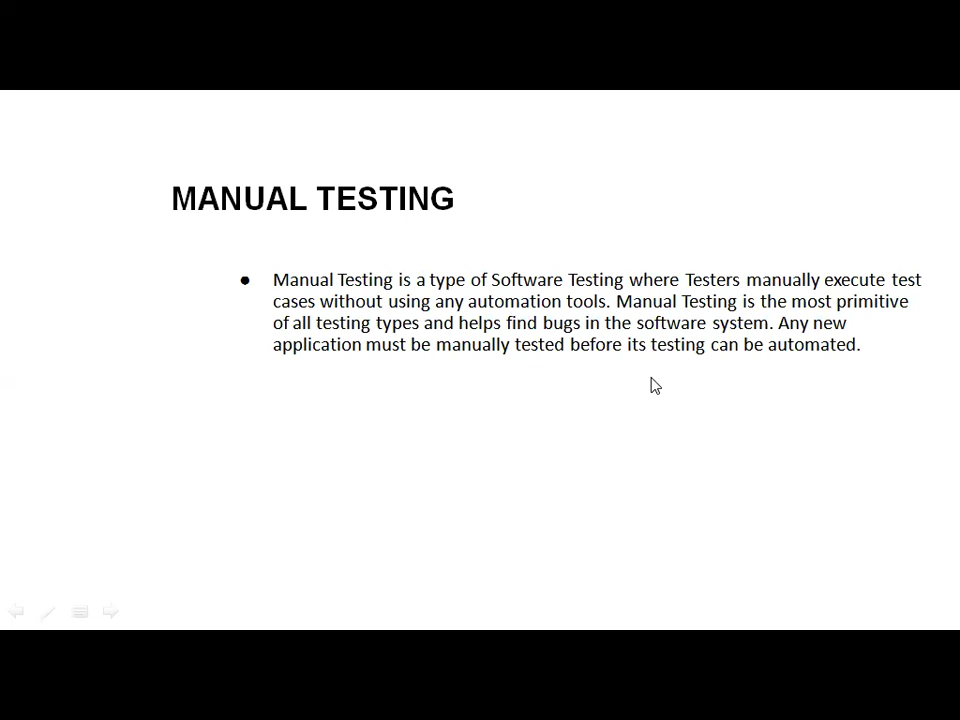 MANUAL TESTING
● Manual Testing is a type of Software Testing where Testers manually execute test
cases without using any automation tools. Manual Testing is the most primitive
of all testing types and helps find bugs in the software system. Any new
application must be manually tested before its testing can be automated.